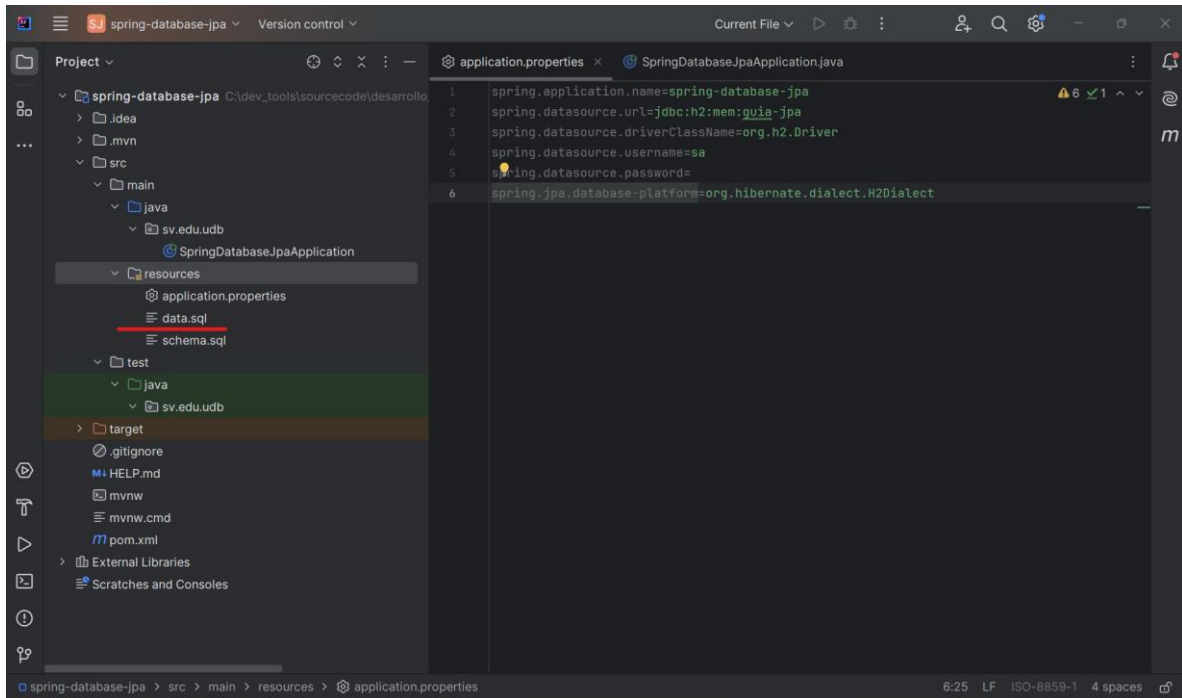 SJ spring-database-jpa Version control Current File
Project
application.properties SpringDatabaseJpaApplication.java
spring-database-jpa C:\dev_tools\sourcecode\desarrollo
.idea
.mvn
src
main
java
sv.edu.udb
SpringDatabaseJpaApplication
resources
application.properties
data.sql
schema.sql
test
java
sv.edu.udb
target
.gitignore
M↓ HELP.md
mvnw
mvnw.cmd
m pom.xml
External Libraries
Scratches and Consoles
1 spring.application.name=spring-database-jpa
2 spring.datasource.url=jdbc:h2:mem:guia-jpa
3 spring.datasource.driverClassName=org.h2.Driver
4 spring.datasource.username=sa
5 spring.datasource.password=
6 spring.jpa.database-platform=org.hibernate.dialect.H2Dialect
6 1
m
spring-database-jpa > src > main > resources > application.properties 6:25 LF ISO-8859-1 4 spaces